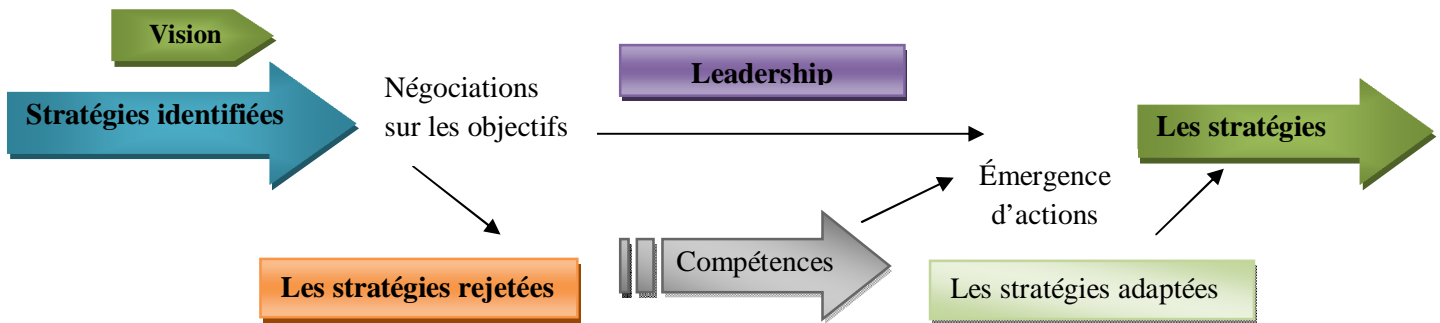 Vision
Stratégies identifiées
Négociations
sur les objectifs
Leadership
Les stratégies
Émergence
d’actions
Compétences
Les stratégies rejetées
Les stratégies adaptées